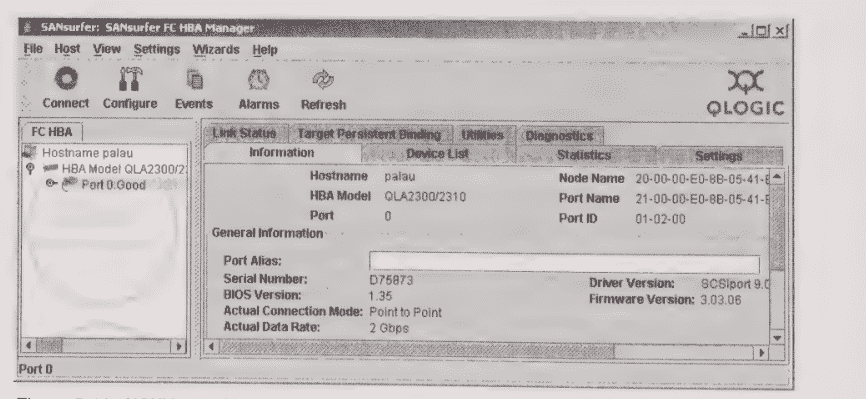 SANsurfer: SANsurfer FC HBA Manager
File Host View Settings Wizards Help
Connect Configure Events Alarms Refresh
QLOGIC
FC HBA
Hostname palau
HBA Model QLA2300/2
Port 0:Good
Link Status Target Persistent Binding Utilities Diagnostics
Information Device List Statistics Settings
Hostname palau Node Name 20-00-00-E0-8B-05-41-
HBA Model QLA2300/2310 Port Name 21-00-00-E0-8B-05-41-
Port 0 Port ID 01-02-00
General Information
Port Alias:
Serial Number: D75873 Driver Version: SCSIport 9.0
BIOS Version: 1.35 Firmware Version: 3.03.06
Actual Connection Mode: Point to Point
Actual Data Rate: 2 Gbps
Port 0